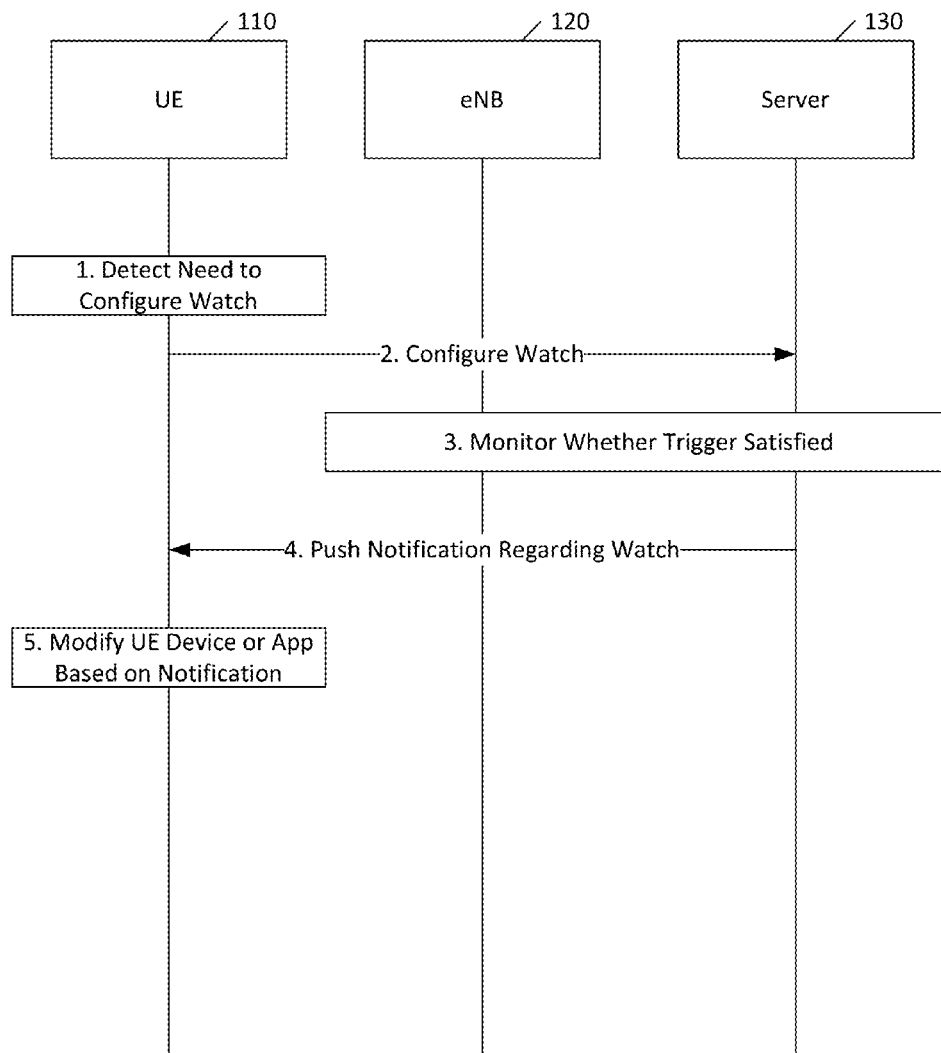 110
120
130
UE
eNB
Server
1. Detect Need to
Configure Watch
2. Configure Watch
3. Monitor Whether Trigger Satisfied
4. Push Notification Regarding Watch
5. Modify UE Device or App
Based on Notification